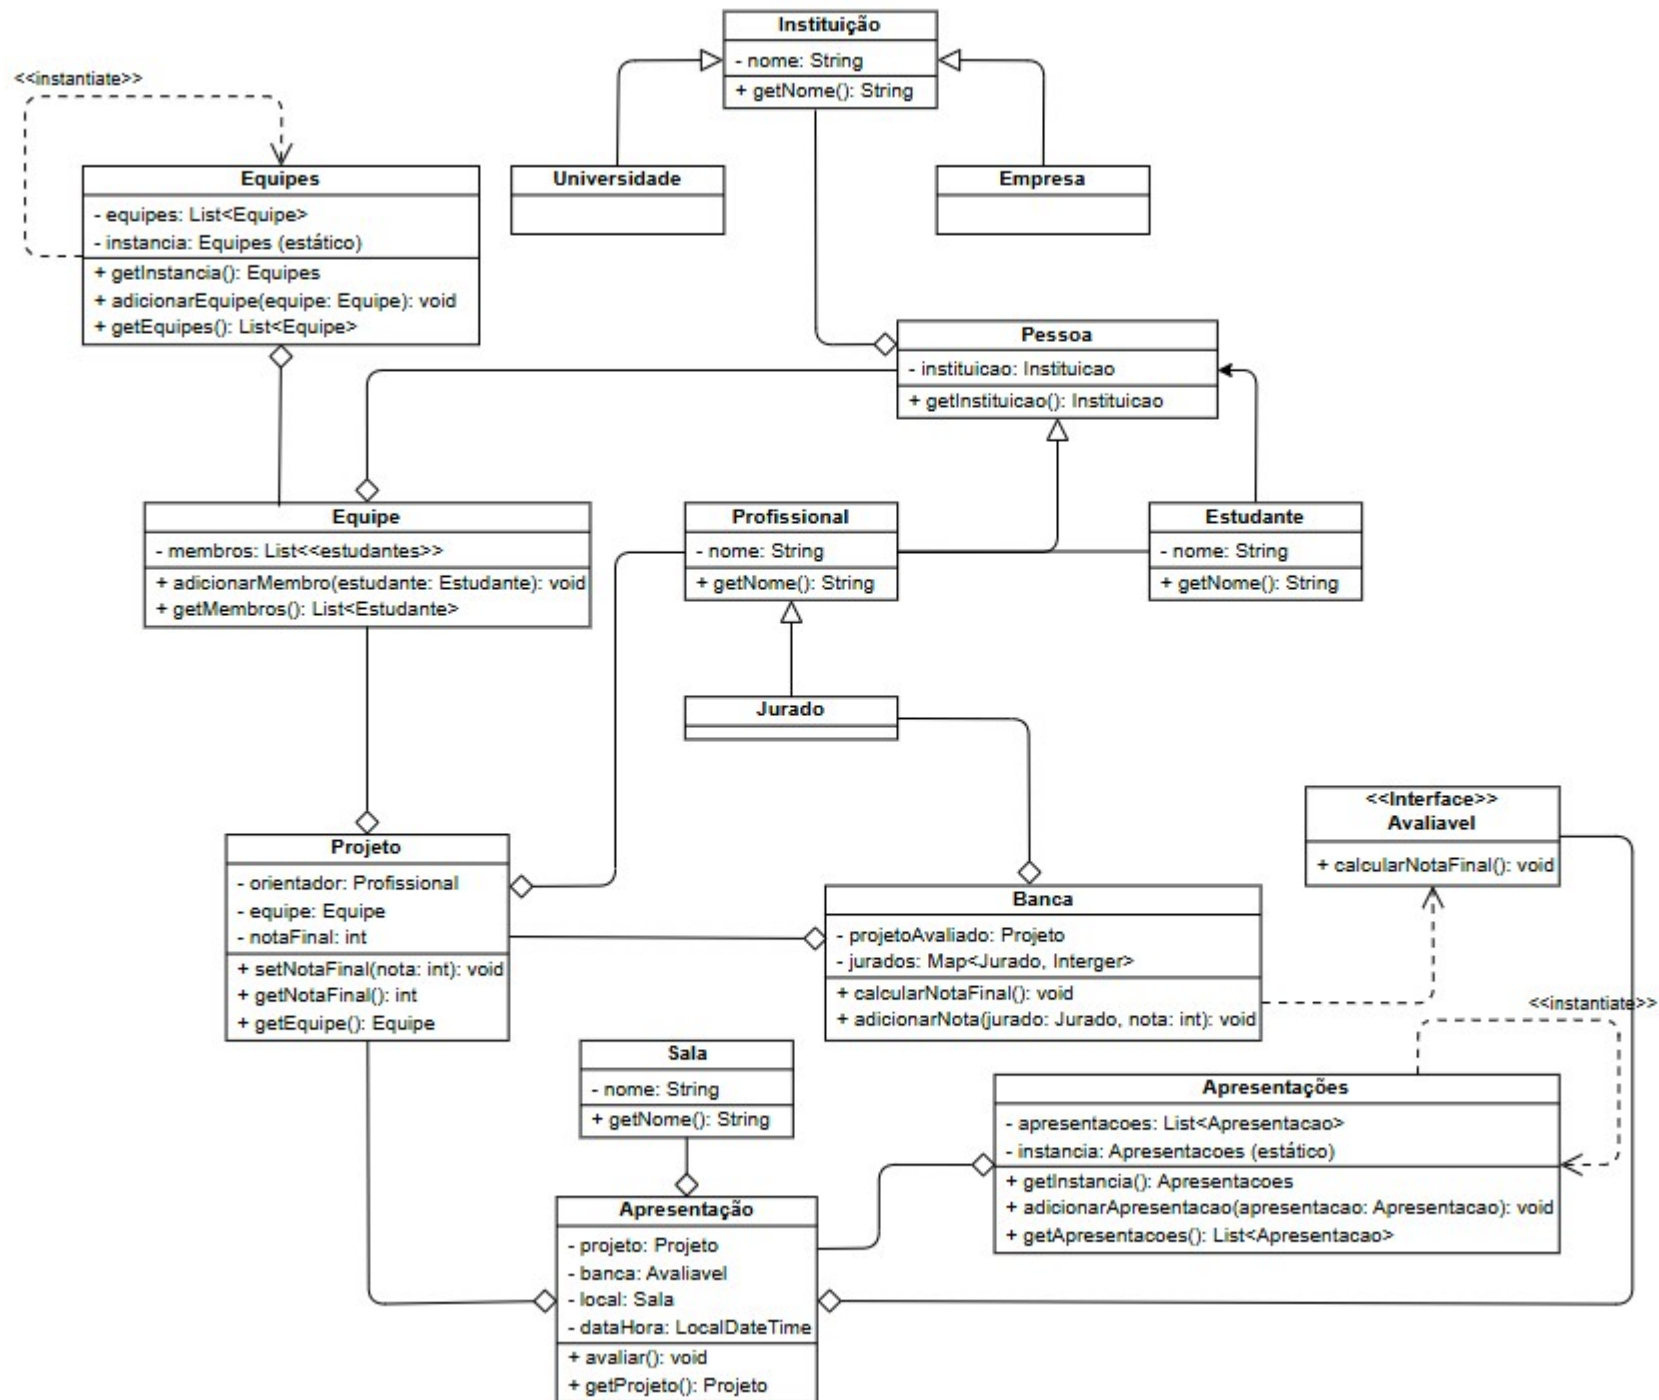 Instituição
- nome: String
+ getNome(): String
<<instantiate>>
Equipes
- equipes: List<Equipe>
- instancia: Equipes (estático)
+ getInstancia(): Equipes
+ adicionarEquipe(equipe: Equipe): void
+ getEquipes(): List<Equipe>
Universidade
Empresa
Pessoa
- instituicao: Instituicao
+ getInstituicao(): Instituicao
Equipe
- membros: List<<estudantes>>
+ adicionarMembro(estudante: Estudante): void
+ getMembros(): List<Estudante>
Profissional
- nome: String
+ getNome(): String
Estudante
- nome: String
+ getNome(): String
Jurado
<<Interface>>
Avaliavel
+ calcularNotaFinal(): void
Projeto
- orientador: Profissional
- equipe: Equipe
- notaFinal: int
+ setNotaFinal(nota: int): void
+ getNotaFinal(): int
+ getEquipe(): Equipe
Banca
- projetoAvaliado: Projeto
- jurados: Map<Jurado, Interger>
+ calcularNotaFinal(): void
+ adicionarNota(jurado: Jurado, nota: int): void
<<instantiate>>
Sala
- nome: String
+ getNome(): String
Apresentações
- apresentacoes: List<Apresentacao>
- instancia: Apresentacoes (estático)
+ getInstancia(): Apresentacoes
+ adicionarApresentacao(apresentacao: Apresentacao): void
+ getApresentacoes(): List<Apresentacao>
Apresentação
- projeto: Projeto
- banca: Avaliavel
- local: Sala
- dataHora: LocalDateTime
+ avaliar(): void
+ getProjeto(): Projeto